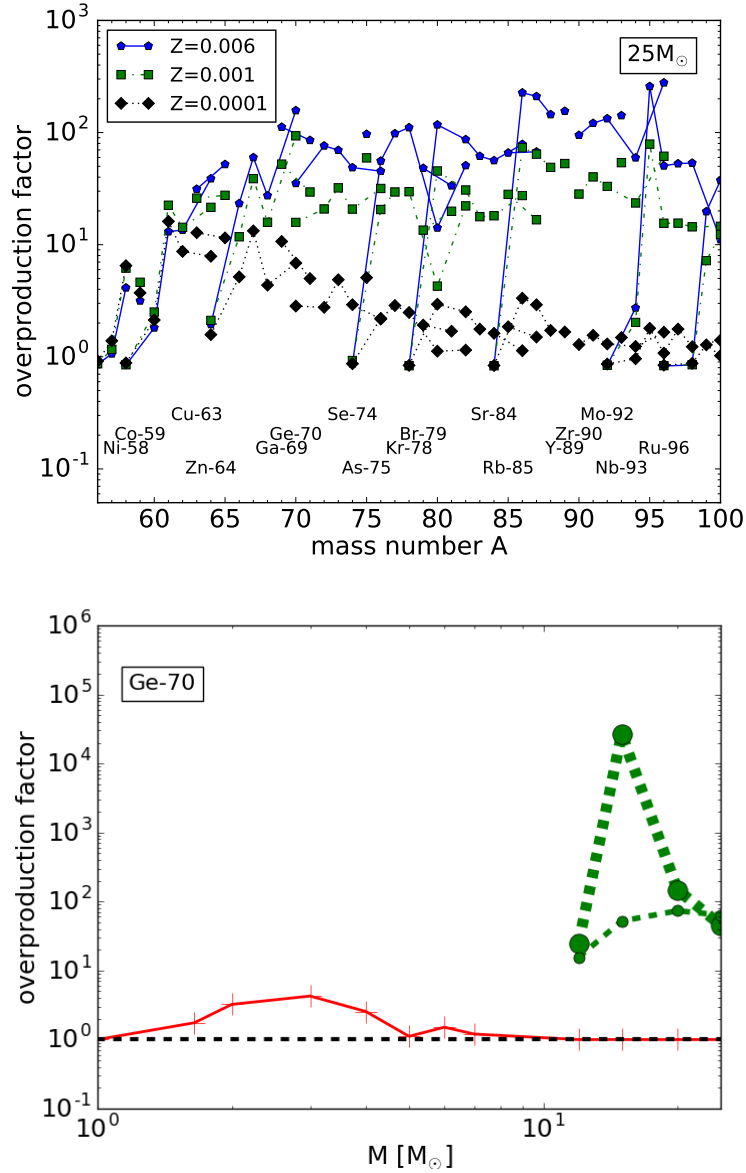 10³
10²
10¹
10⁰
10⁻¹
overproduction factor
Z=0.006
Z=0.001
Z=0.0001
25M☉
Cu-63
Se-74
Sr-84
Mo-92
Co-59
Ge-70
Br-79
Zr-90
Ni-58
Ga-69
Kr-78
Y-89
Ru-96
Zn-64
As-75
Rb-85
Nb-93
60 65 70 75 80 85 90 95 100
mass number A
10⁶
10⁵
10⁴
10³
10²
10¹
10⁰
10⁻¹
overproduction factor
Ge-70
10⁰ 10¹
M [M☉]